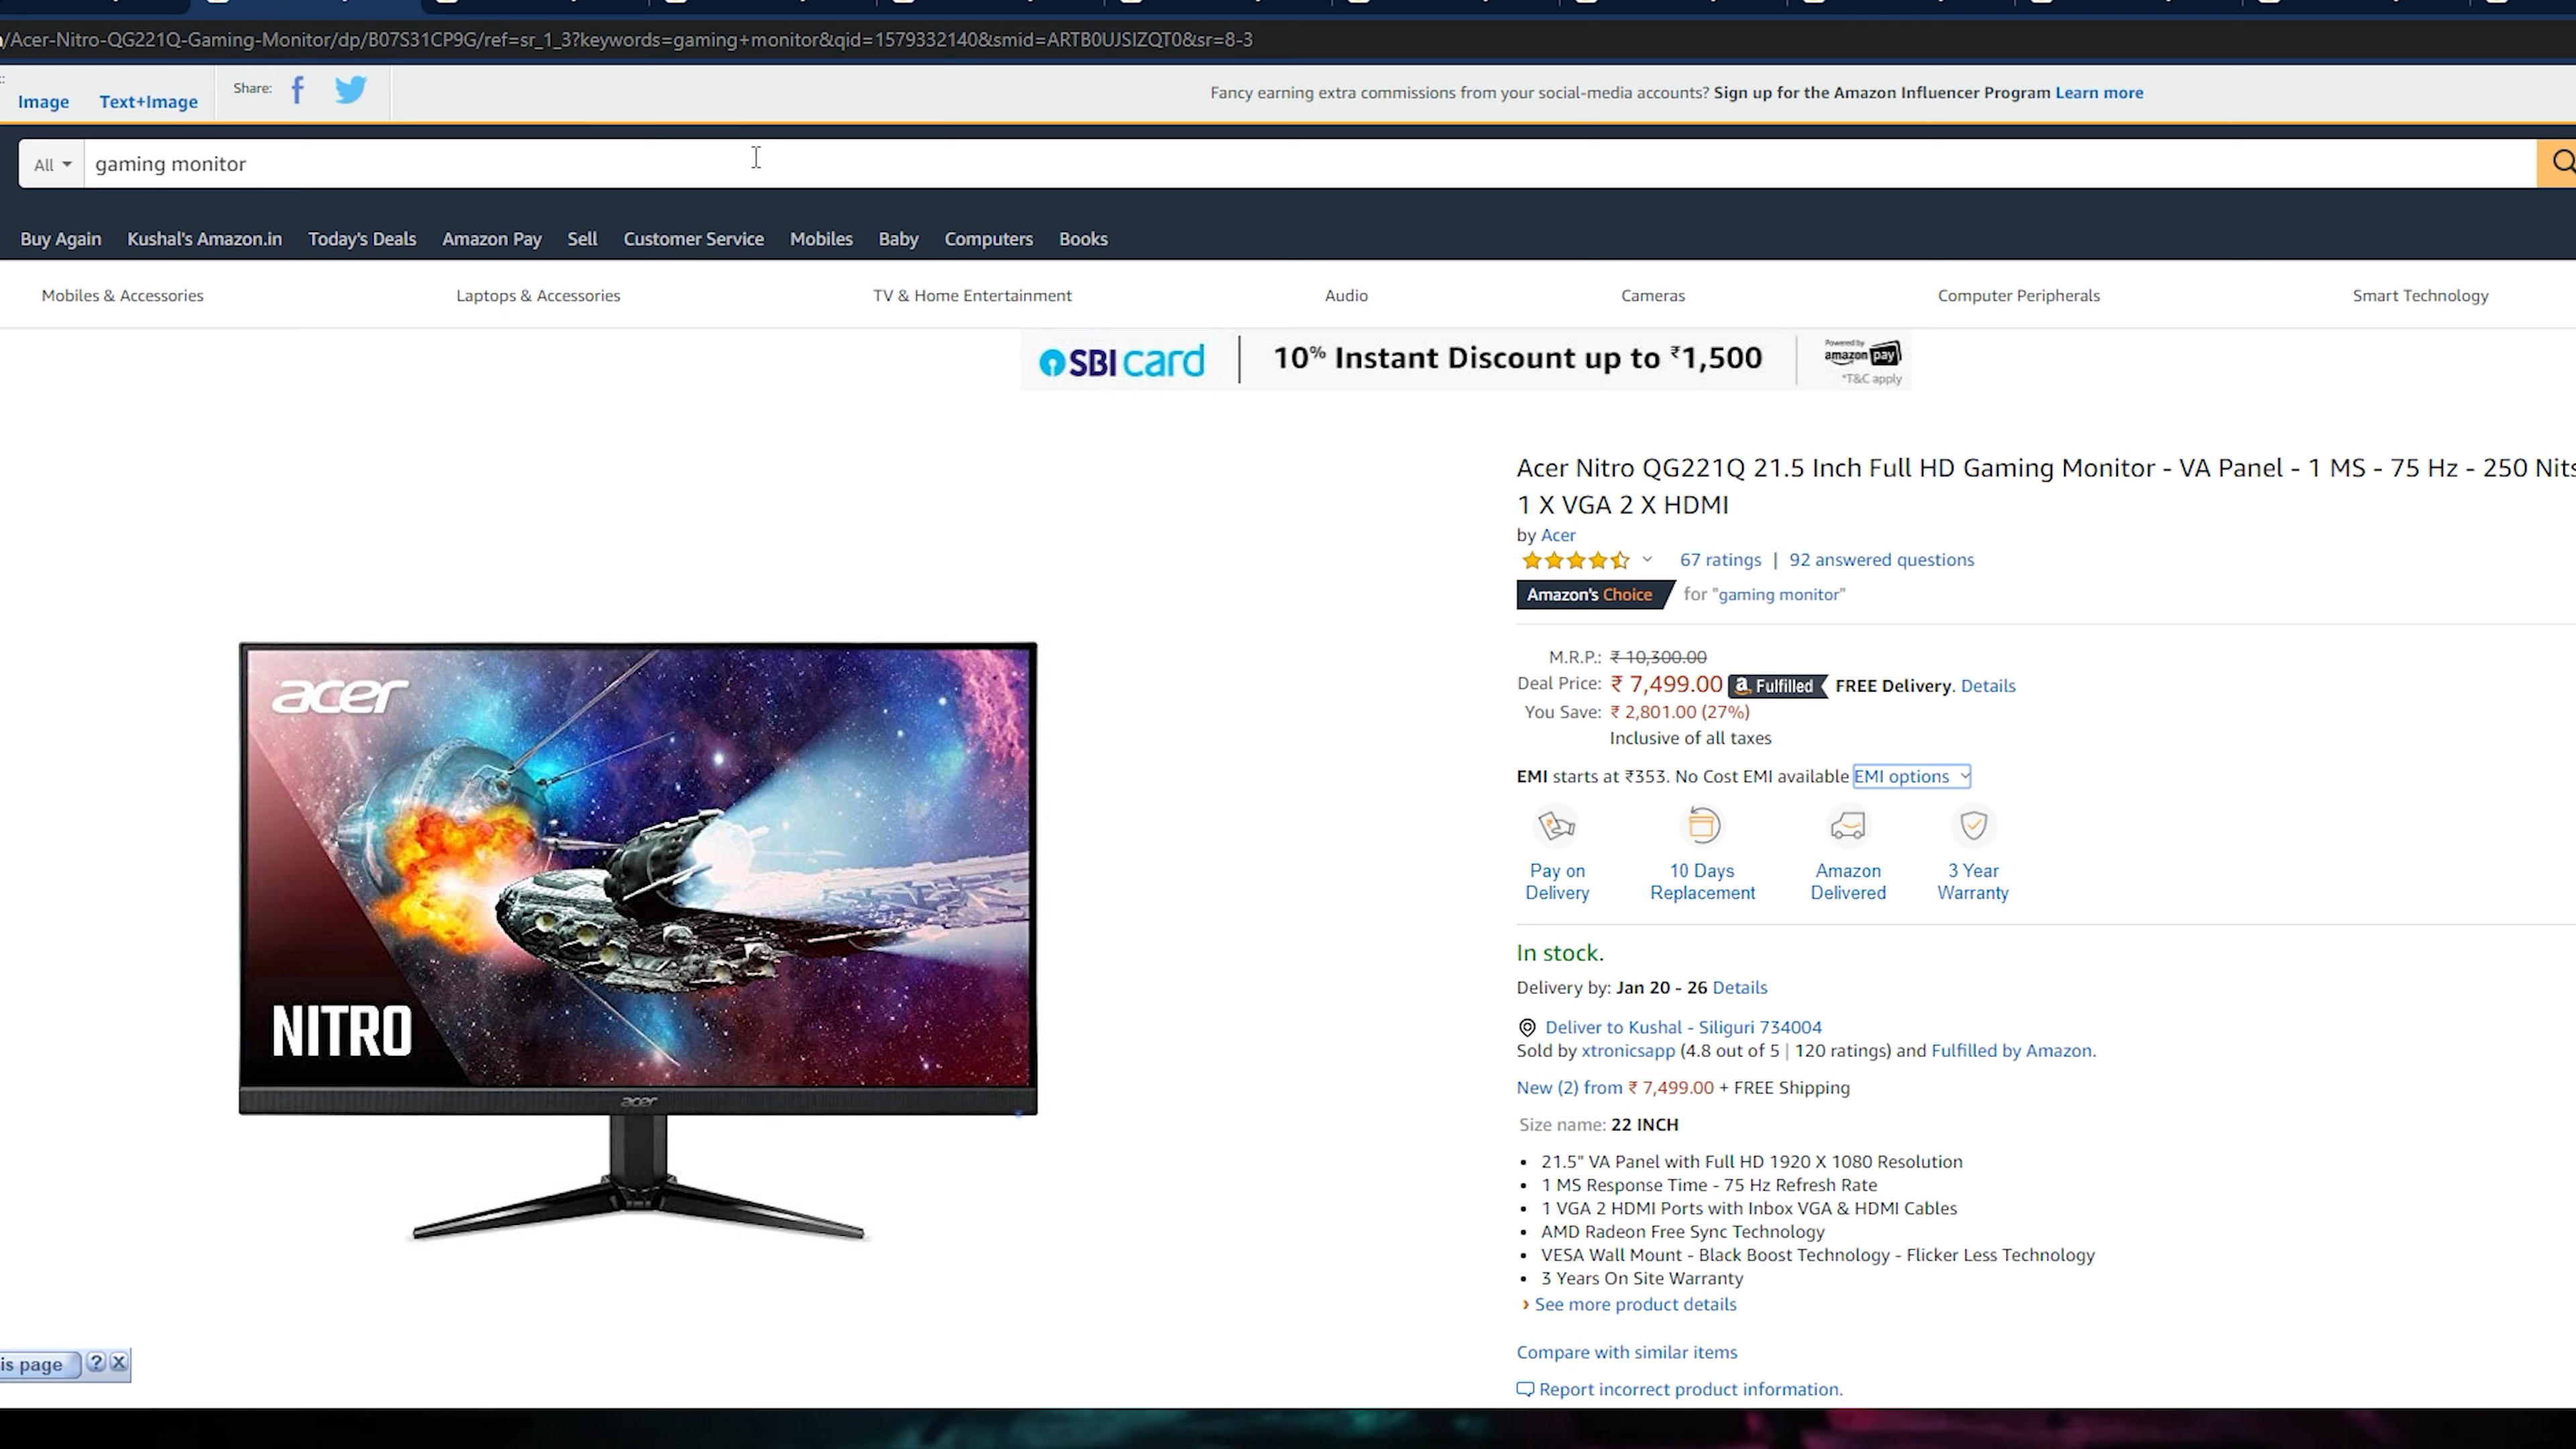 /Acer-Nitro-QG221Q-Gaming-Monitor/dp/B07S31CP9G/ref=sr_1_3?keywords=gaming+monitor&qid=1579332140&smid=ARTB0UJSIZQT0&sr=8-3
Image Text+Image Share: Fancy earning extra commissions from your social-media accounts? Sign up for the Amazon Influencer Program Learn more
All gaming monitor
Buy Again Kushal's Amazon.in Today's Deals Amazon Pay Sell Customer Service Mobiles Baby Computers Books
Mobiles & Accessories Laptops & Accessories TV & Home Entertainment Audio Cameras Computer Peripherals Smart Technology
SBI card 10% Instant Discount up to ₹1,500 Powered by amazon pay *T&C apply
Acer Nitro QG221Q 21.5 Inch Full HD Gaming Monitor - VA Panel - 1 MS - 75 Hz - 250 Nits
1 X VGA 2 X HDMI
by Acer
67 ratings | 92 answered questions
Amazon's Choice for "gaming monitor"
M.R.P.: ₹ 10,300.00
Deal Price: ₹ 7,499.00 a Fulfilled FREE Delivery. Details
You Save: ₹ 2,801.00 (27%)
Inclusive of all taxes
EMI starts at ₹353. No Cost EMI available EMI options
Pay on Delivery
10 Days Replacement
Amazon Delivered
3 Year Warranty
In stock.
Delivery by: Jan 20 - 26 Details
Deliver to Kushal - Siliguri 734004
Sold by xtronicsapp (4.8 out of 5 | 120 ratings) and Fulfilled by Amazon.
New (2) from ₹ 7,499.00 + FREE Shipping
Size name: 22 INCH
• 21.5" VA Panel with Full HD 1920 X 1080 Resolution
• 1 MS Response Time - 75 Hz Refresh Rate
• 1 VGA 2 HDMI Ports with Inbox VGA & HDMI Cables
• AMD Radeon Free Sync Technology
• VESA Wall Mount - Black Boost Technology - Flicker Less Technology
• 3 Years On Site Warranty
› See more product details
Compare with similar items
Report incorrect product information.
acer
NITRO
acer
is page ? X